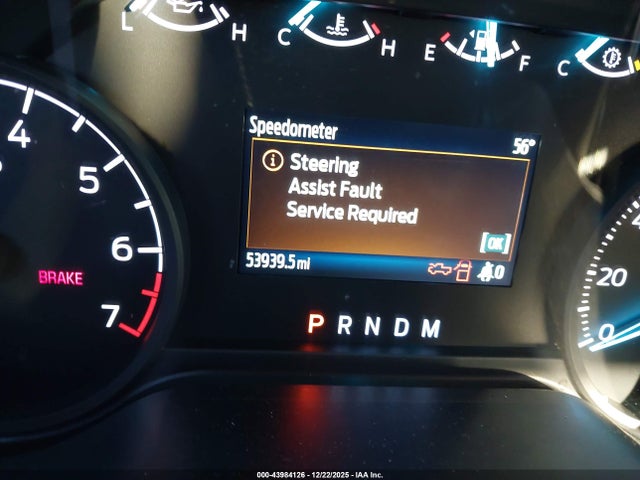 L H C H E F C
Speedometer 56°
Steering
Assist Fault
Service Required
OK
53939.5 mi
4
5
6
7
BRAKE
P R N D M
20
0
000-43984126 - 12/22/2025 - IAA Inc.